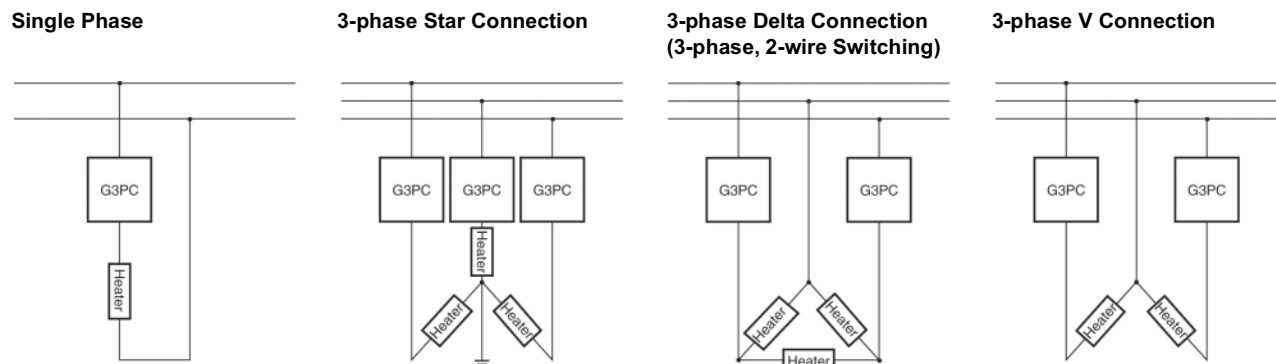 Single Phase
3-phase Star Connection
3-phase Delta Connection
(3-phase, 2-wire Switching)
3-phase V Connection
G3PC
Heater
G3PC
G3PC
G3PC
Heater
Heater
Heater
G3PC
G3PC
Heater
Heater
Heater
G3PC
G3PC
Heater
Heater